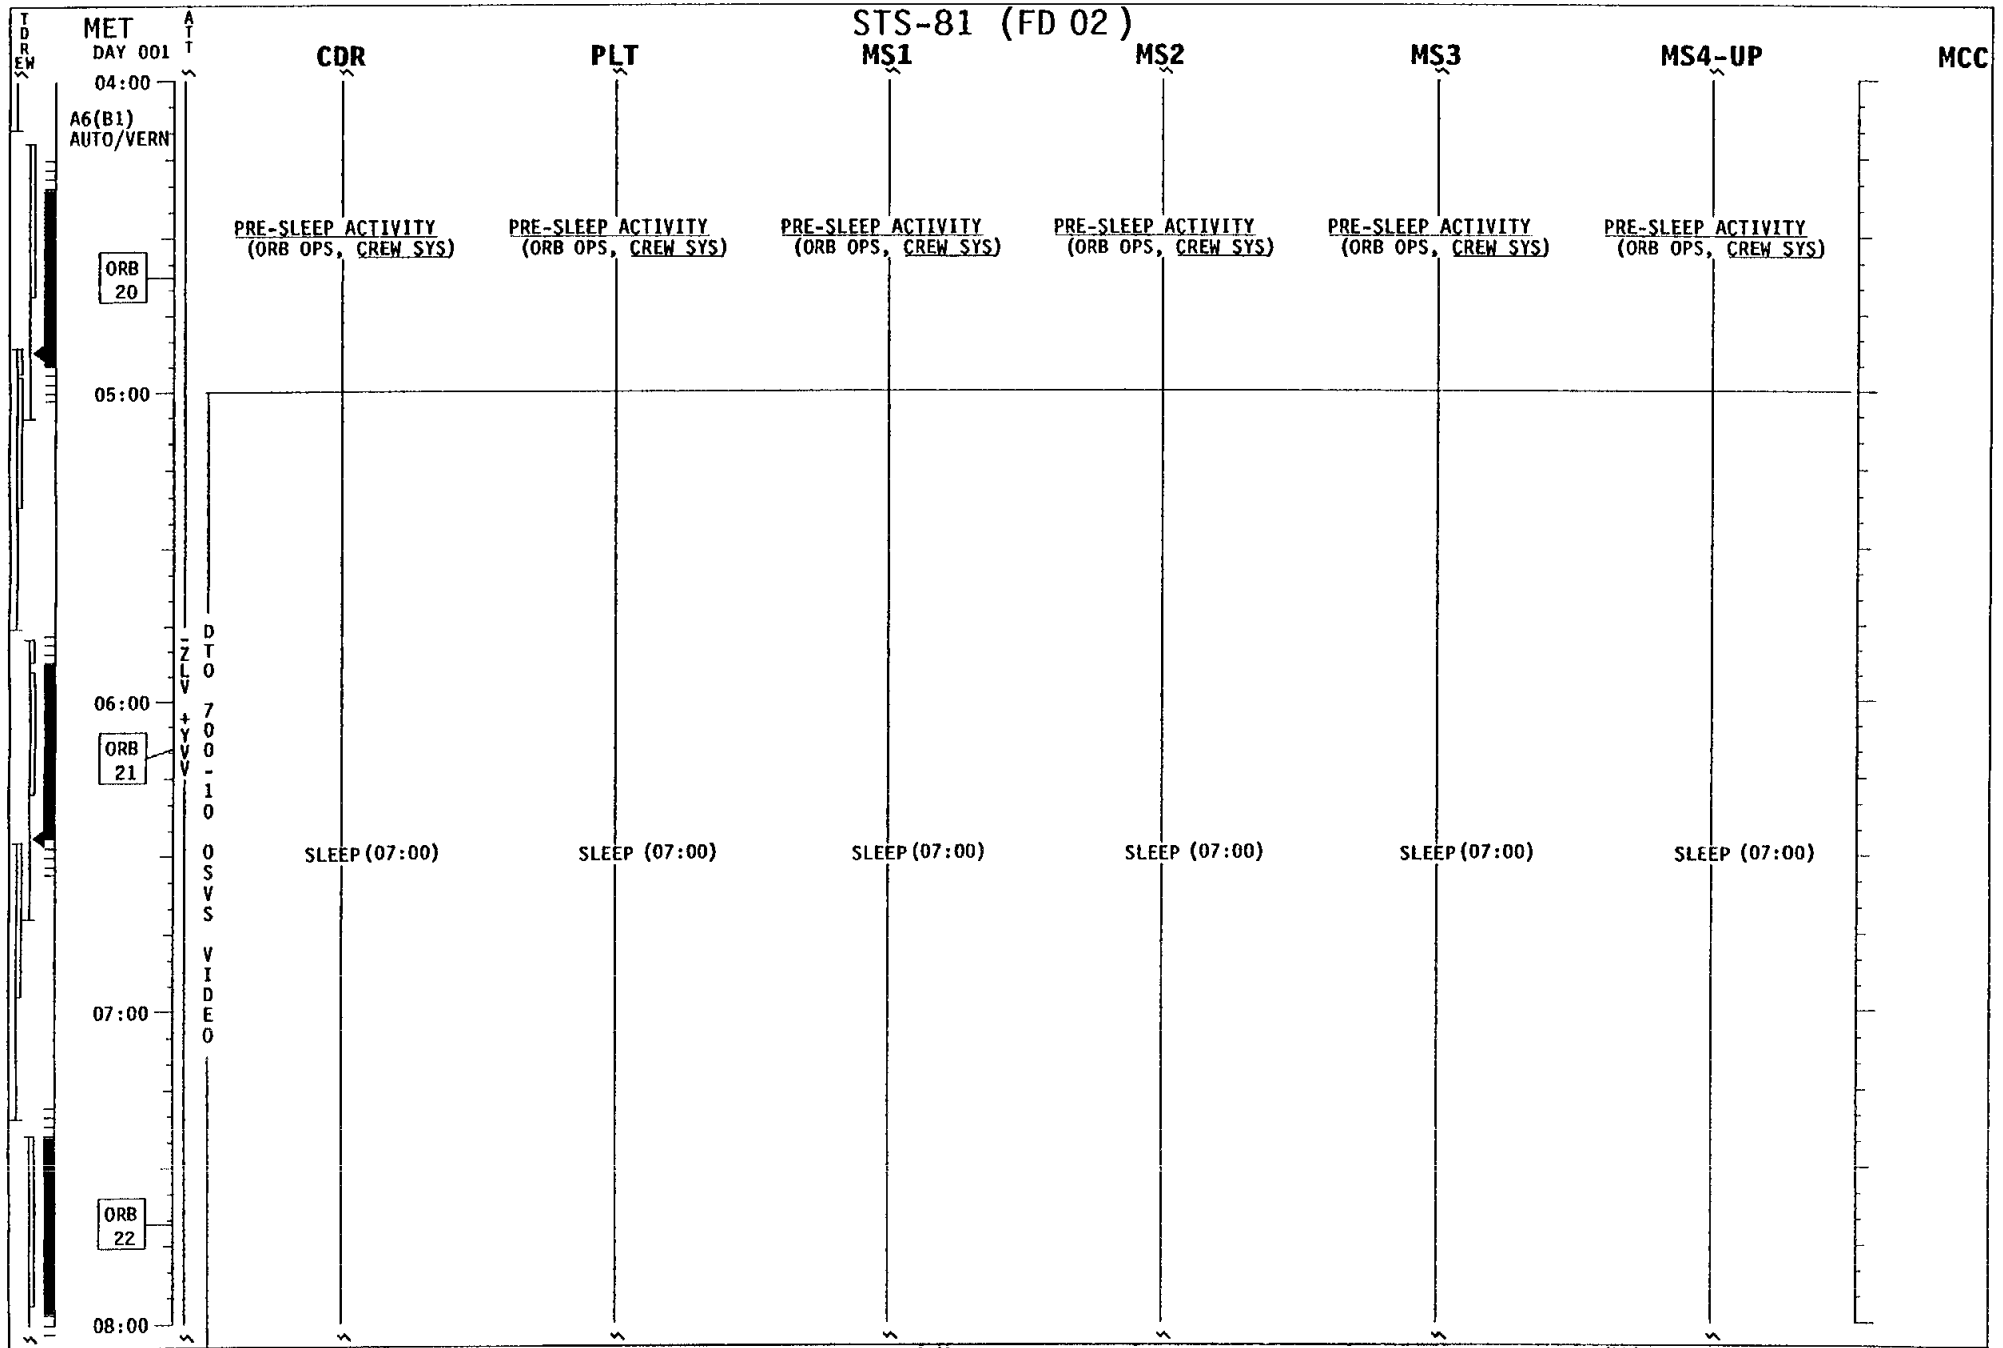 STS-81 (FD 02)
TDR EW
MET
DAY 001
ATT
CDR
PLT
MS1
MS2
MS3
MS4-UP
MCC
04:00
A6(B1)
AUTO/VERN
PRE-SLEEP ACTIVITY
(ORB OPS, CREW SYS)
PRE-SLEEP ACTIVITY
(ORB OPS, CREW SYS)
PRE-SLEEP ACTIVITY
(ORB OPS, CREW SYS)
PRE-SLEEP ACTIVITY
(ORB OPS, CREW SYS)
PRE-SLEEP ACTIVITY
(ORB OPS, CREW SYS)
PRE-SLEEP ACTIVITY
(ORB OPS, CREW SYS)
ORB
20
05:00
-ZLV +YVV
DTO 700-10 OSVS VIDEO
06:00
ORB
21
SLEEP(07:00)
SLEEP(07:00)
SLEEP(07:00)
SLEEP(07:00)
SLEEP(07:00)
SLEEP(07:00)
07:00
ORB
22
08:00